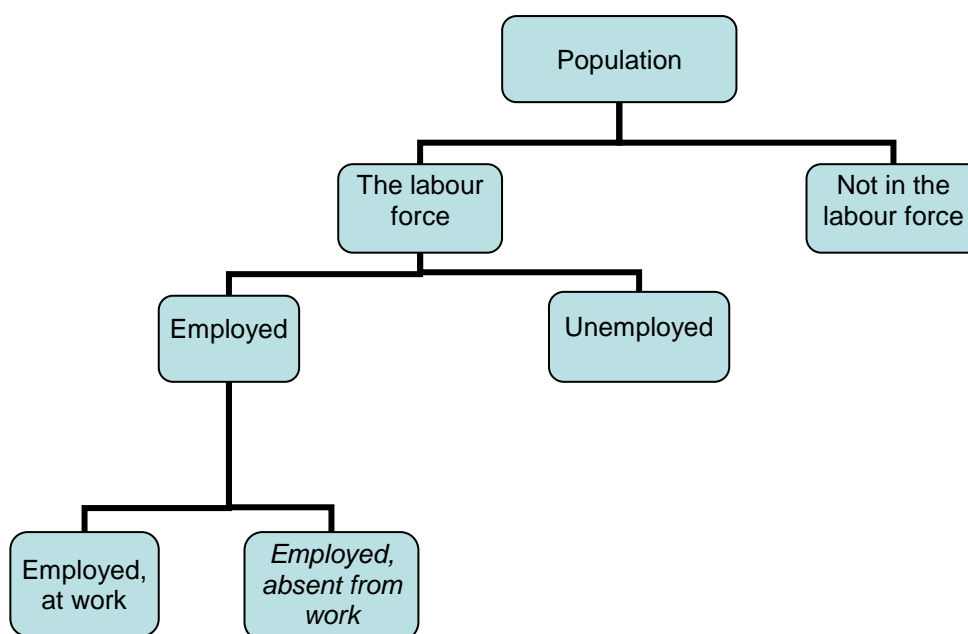 Population
The labour
force
Not in the
labour force
Employed
Unemployed
Employed,
at work
Employed,
absent from
work